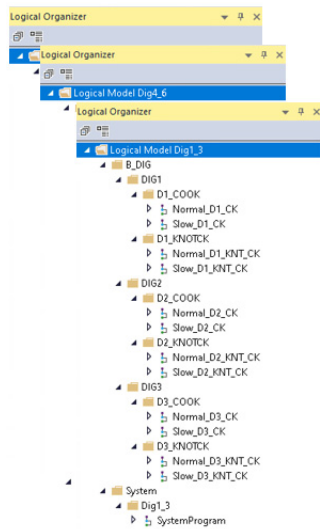 Logical Organizer
Logical Organizer
Logical Model Dig4_6
Logical Organizer
Logical Model Dig1_3
B_DIG
DIG1
D1_COOK
Normal_D1_CK
Slow_D1_CK
D1_KNOTCK
Normal_D1_KNT_CK
Slow_D1_KNT_CK
DIG2
D2_COOK
Normal_D2_CK
Slow_D2_CK
D2_KNOTCK
Normal_D2_KNT_CK
Slow_D2_KNT_CK
DIG3
D3_COOK
Normal_D3_CK
Slow_D3_CK
D3_KNOTCK
Normal_D3_KNT_CK
Slow_D3_KNT_CK
System
Dig1_3
SystemProgram